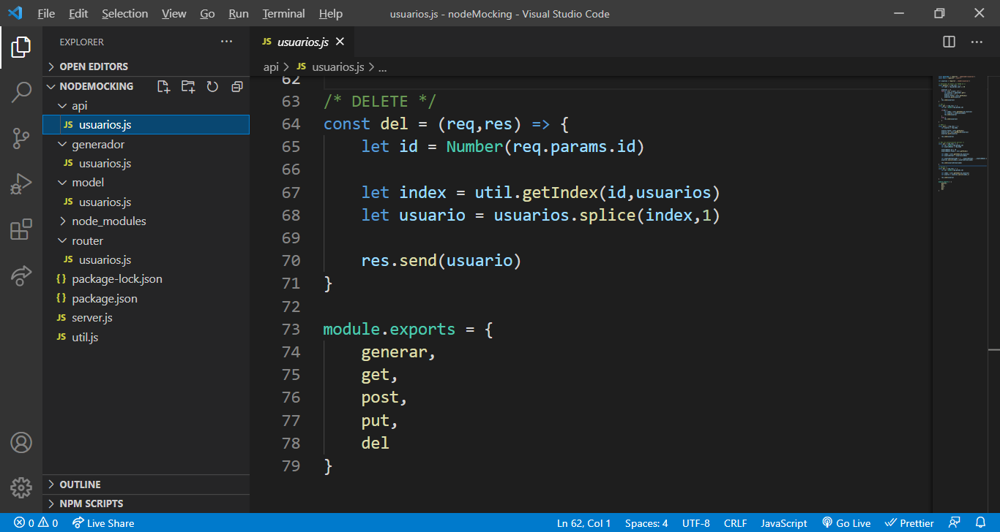 File Edit Selection View Go Run Terminal Help usuarios.js - nodeMocking - Visual Studio Code
EXPLORER
OPEN EDITORS
NODEMOCKING
api
JS usuarios.js
generador
JS usuarios.js
model
JS usuarios.js
node_modules
router
JS usuarios.js
{} package-lock.json
{} package.json
JS server.js
JS util.js
OUTLINE
NPM SCRIPTS
JS usuarios.js
api > JS usuarios.js > ...
62
63 /* DELETE */
64 const del = (req,res) => {
65     let id = Number(req.params.id)
66
67     let index = util.getIndex(id,usuarios)
68     let usuario = usuarios.splice(index,1)
69
70     res.send(usuario)
71 }
72
73 module.exports = {
74     generar,
75     get,
76     post,
77     put,
78     del
79 }
0 0 Live Share Ln 62, Col 1 Spaces: 4 UTF-8 CRLF JavaScript Go Live Prettier